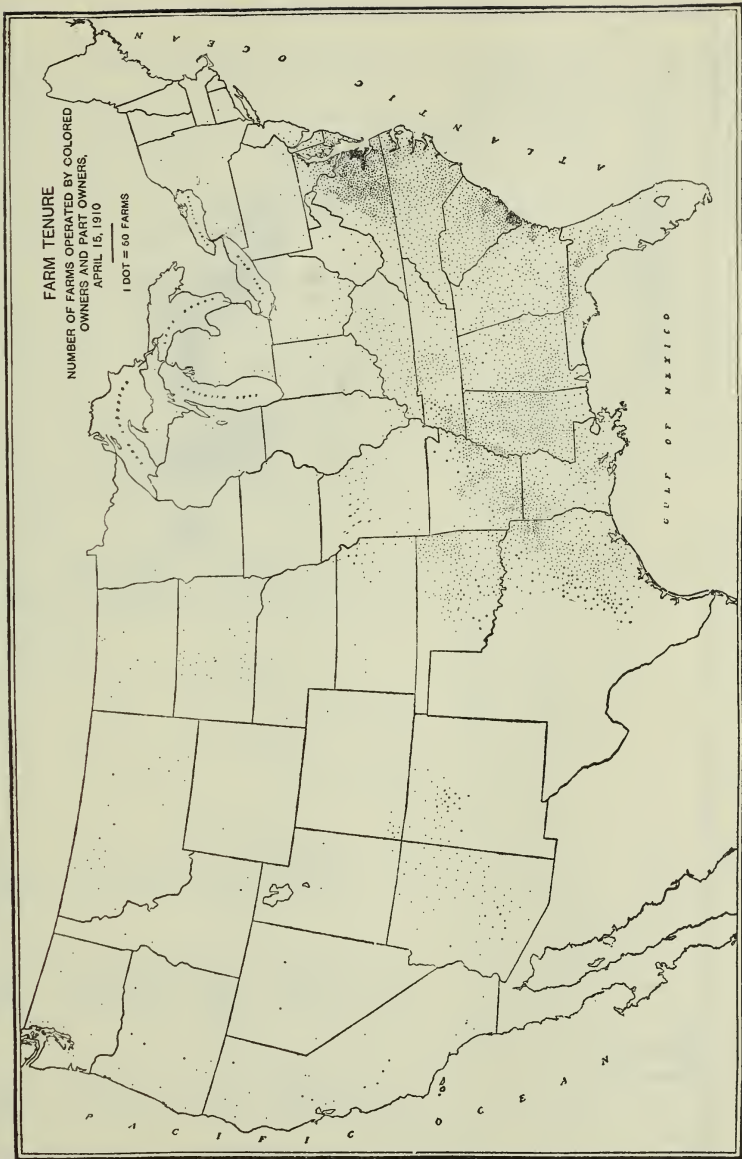 FARM TENURE
NUMBER OF FARMS OPERATED BY COLORED
OWNERS AND PART OWNERS,
APRIL 15, 1910
1 DOT = 50 FARMS
PACIFIC OCEAN
GULF OF MEXICO
ATLANTIC OCEAN